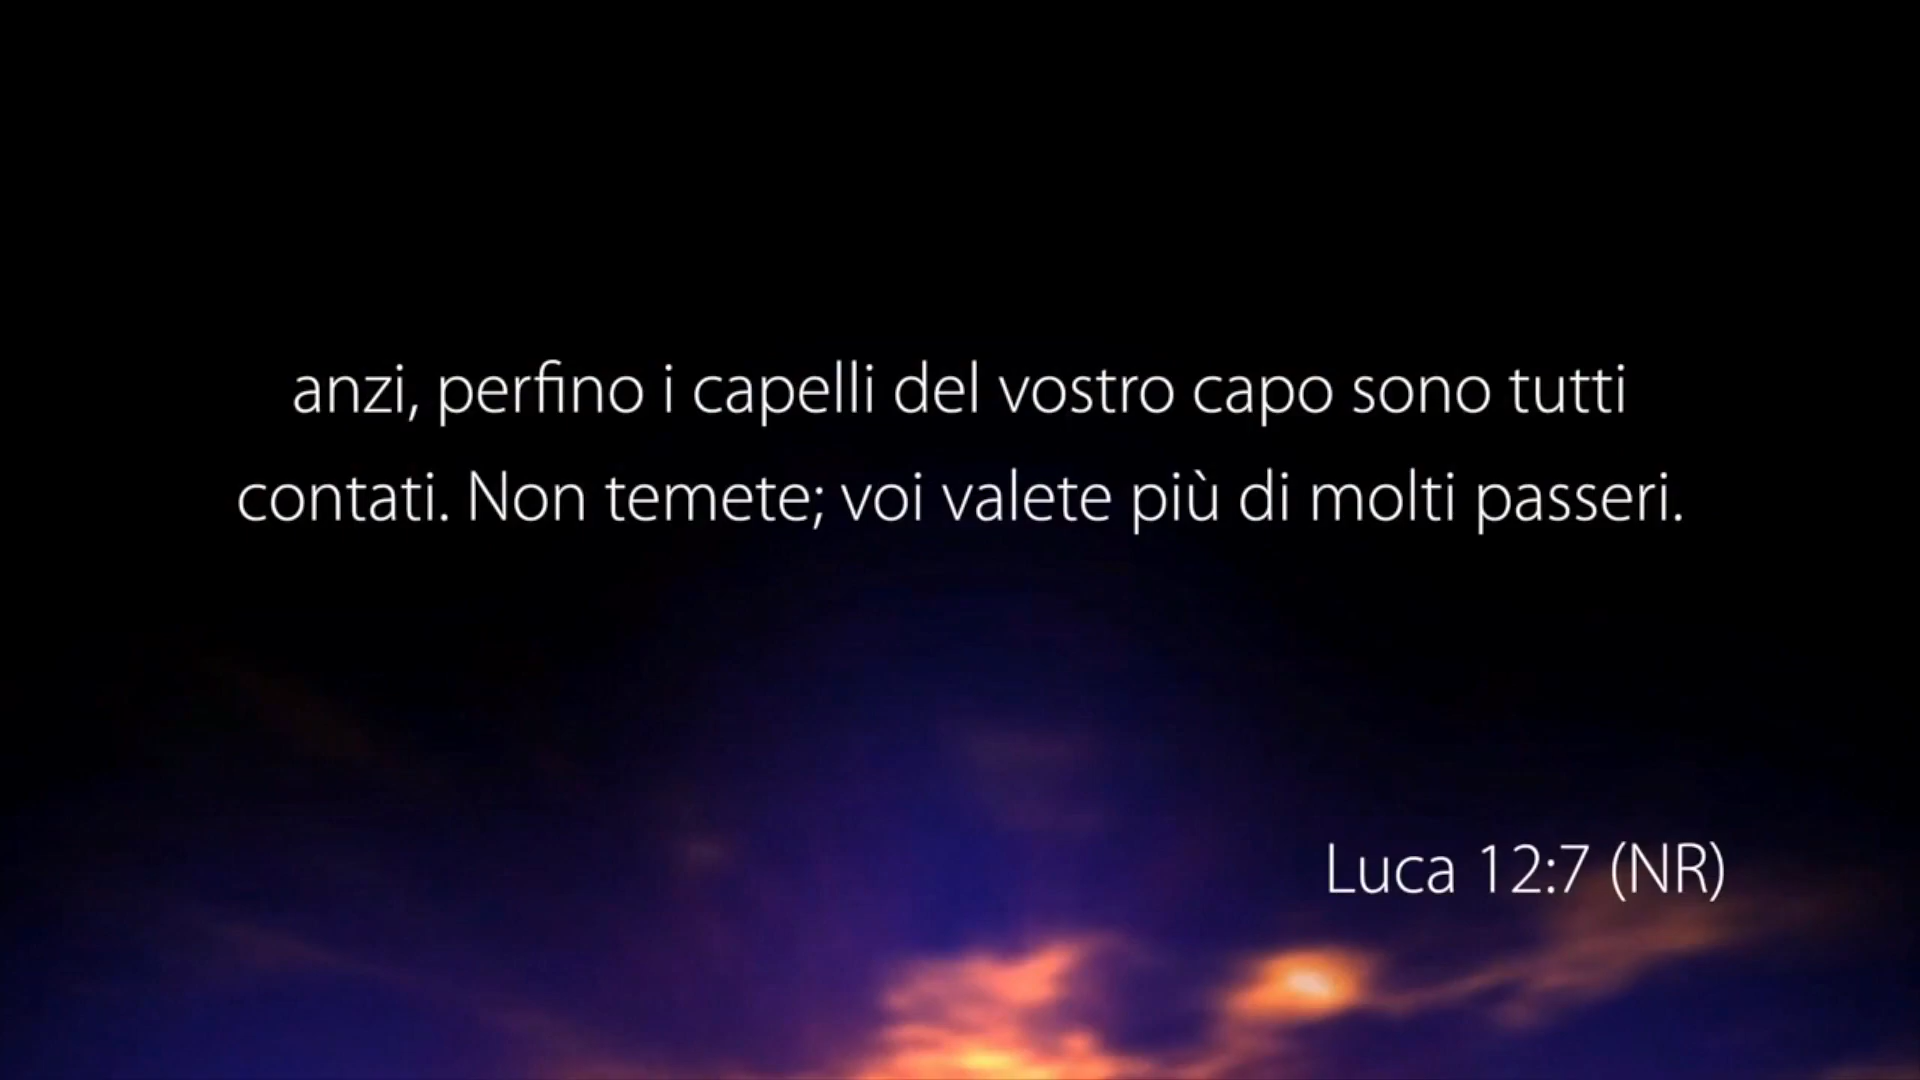 anzi, perfino i capelli del vostro capo sono tutti
contati. Non temete; voi valete più di molti passeri.
Luca 12:7 (NR)